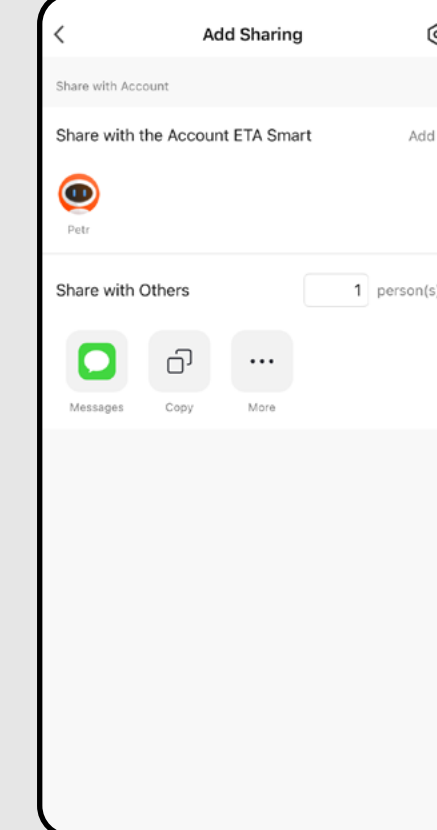 Add Sharing
Share with Account
Share with the Account ETA Smart Add
Petr
Share with Others 1 person(s)
Messages Copy More